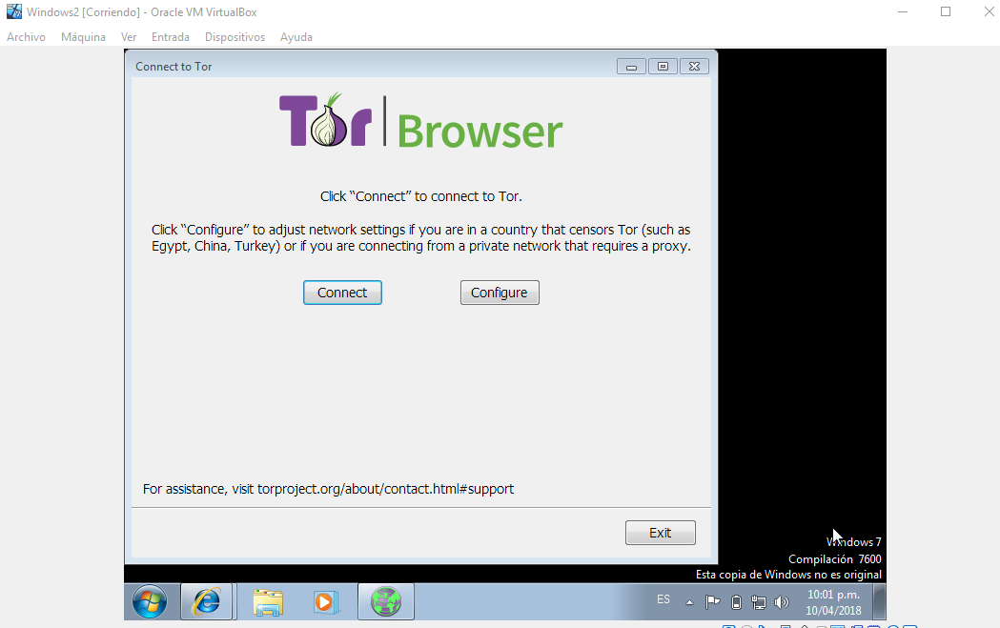 Windows2 [Corriendo] - Oracle VM VirtualBox
Archivo Máquina Ver Entrada Dispositivos Ayuda
Connect to Tor
Tor | Browser
Click “Connect” to connect to Tor.
Click “Configure” to adjust network settings if you are in a country that censors Tor (such as
Egypt, China, Turkey) or if you are connecting from a private network that requires a proxy.
Connect Configure
For assistance, visit torproject.org/about/contact.html#support
Exit
Windows 7
Compilación 7600
Esta copia de Windows no es original
ES 10:01 p.m.
10/04/2018